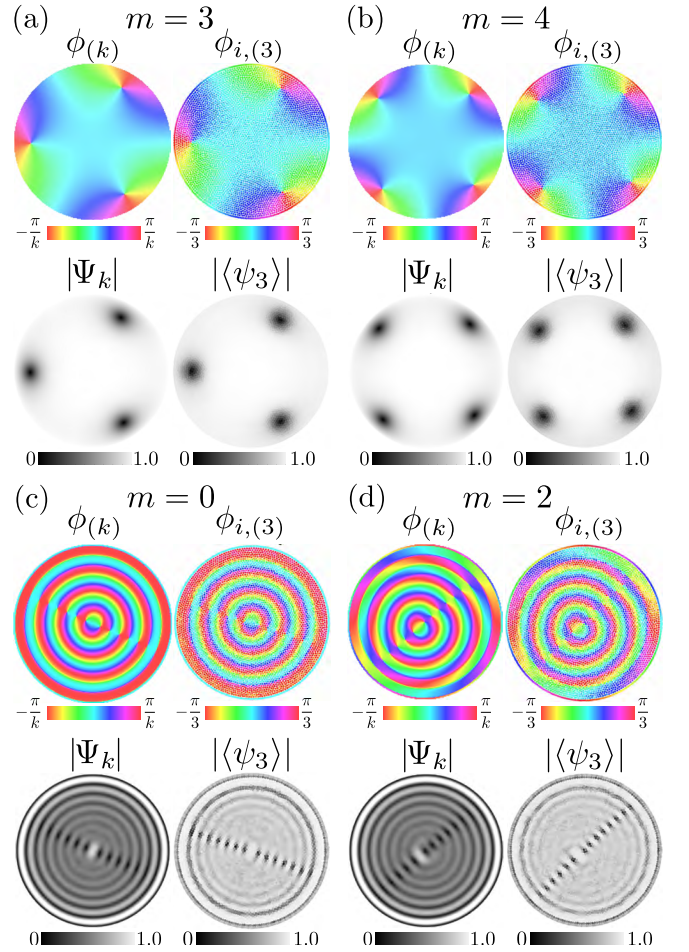 (a) m = 3 (b) m = 4
ϕ(k) ϕi,(3) ϕ(k) ϕi,(3)
−π/k π/k −π/3 π/3 −π/k π/k −π/3 π/3
|Ψk| |⟨ψ3⟩| |Ψk| |⟨ψ3⟩|
0 1.0 0 1.0 0 1.0 0 1.0
(c) m = 0 (d) m = 2
ϕ(k) ϕi,(3) ϕ(k) ϕi,(3)
−π/k π/k −π/3 π/3 −π/k π/k −π/3 π/3
|Ψk| |⟨ψ3⟩| |Ψk| |⟨ψ3⟩|
0 1.0 0 1.0 0 1.0 0 1.0